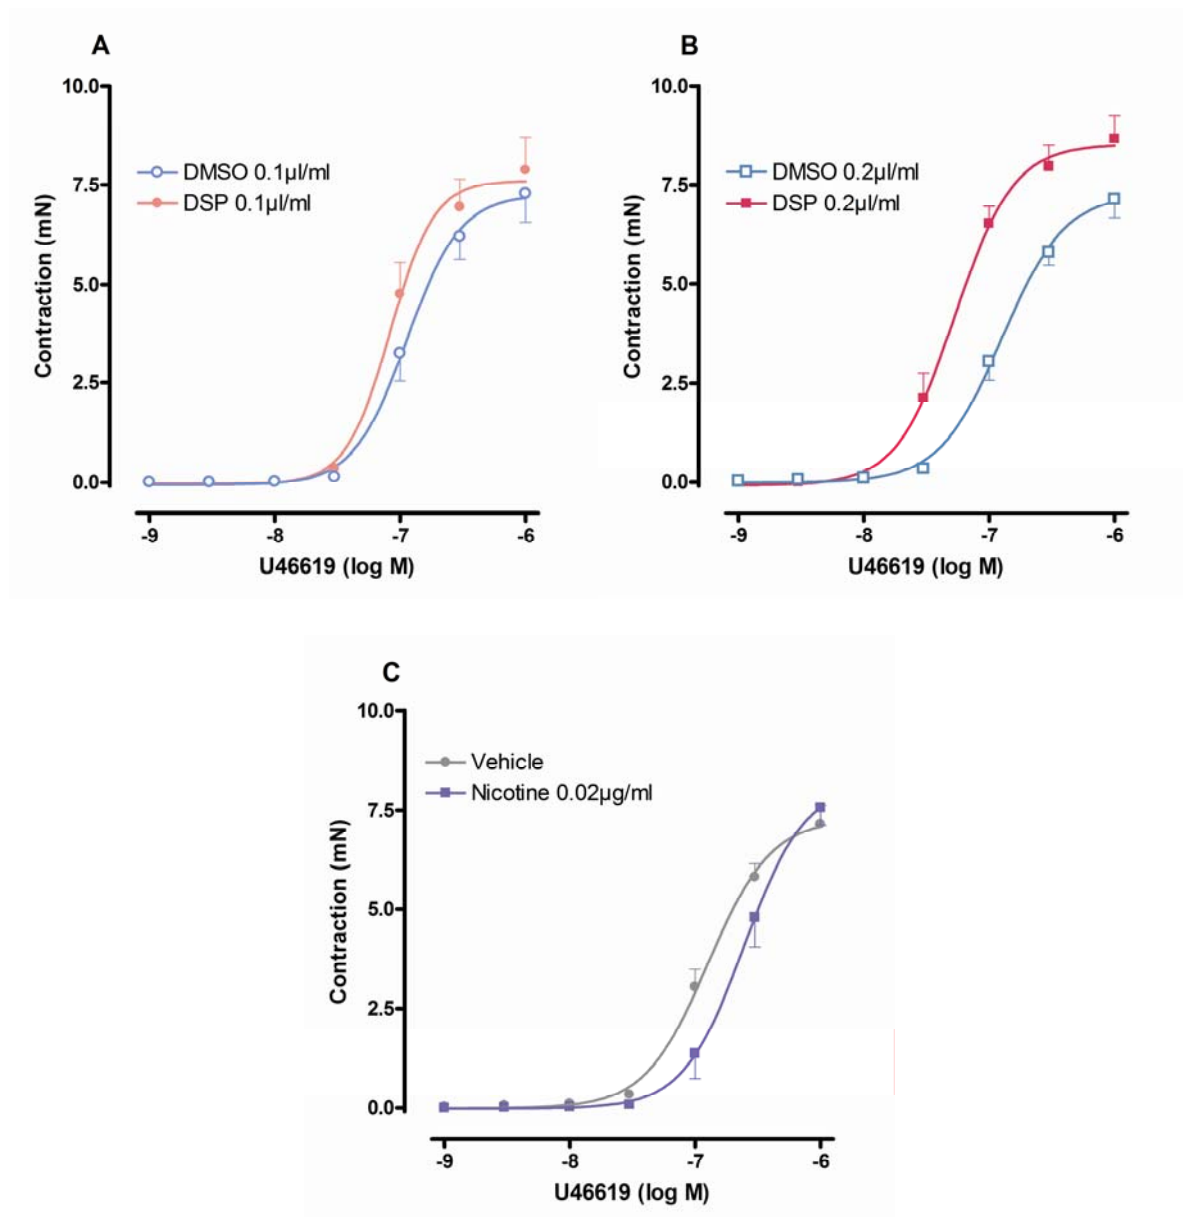 A
10.0
7.5
5.0
2.5
0.0
Contraction (mN)
DMSO 0.1µl/ml
DSP 0.1µl/ml
-9 -8 -7 -6
U46619 (log M)
B
10.0
7.5
5.0
2.5
0.0
Contraction (mN)
DMSO 0.2µl/ml
DSP 0.2µl/ml
-9 -8 -7 -6
U46619 (log M)
C
10.0
7.5
5.0
2.5
0.0
Contraction (mN)
Vehicle
Nicotine 0.02µg/ml
-9 -8 -7 -6
U46619 (log M)